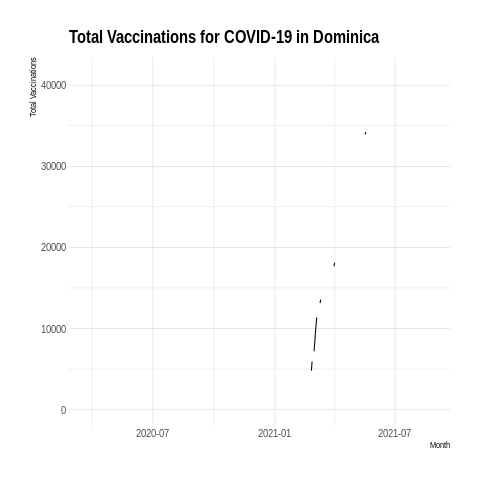 Total Vaccinations for COVID-19 in Dominica
Total Vaccinations
40000
30000
20000
10000
0
2020-07
2021-01
2021-07
Month